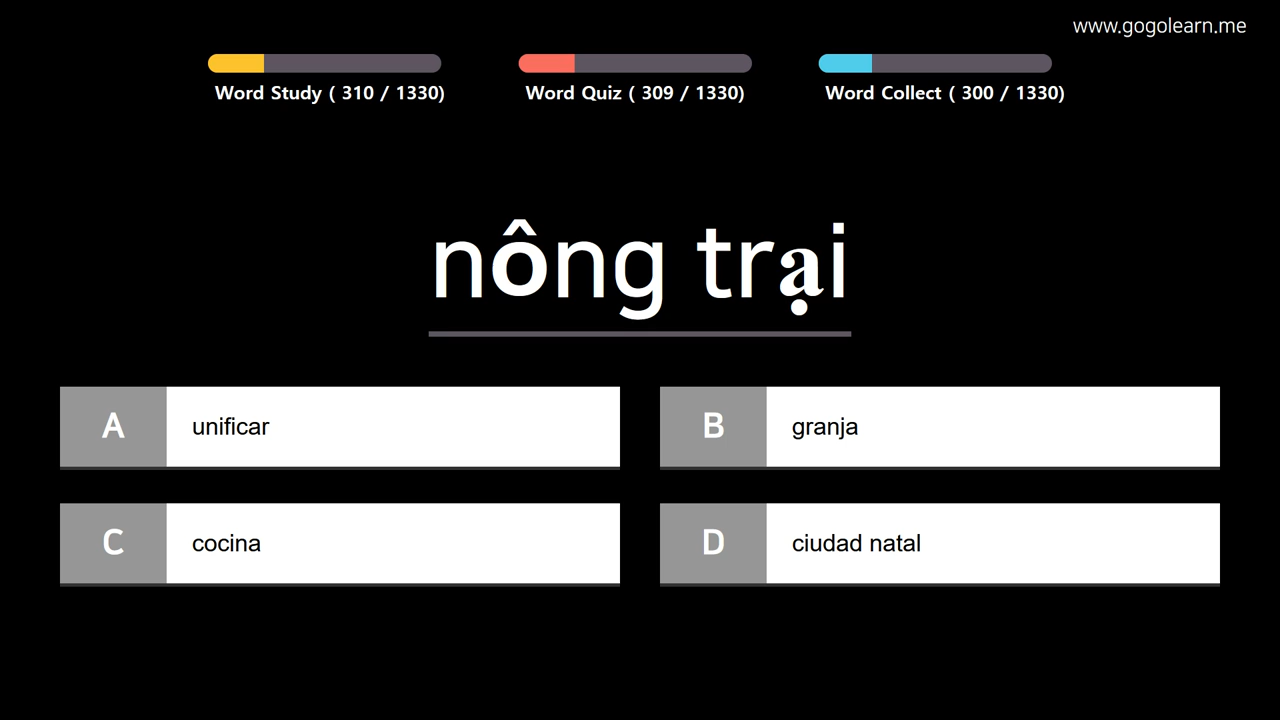 www.gogolearn.me
Word Study ( 310 / 1330)
Word Quiz ( 309 / 1330)
Word Collect ( 300 / 1330)
nông trại
A unificar
B granja
C cocina
D ciudad natal